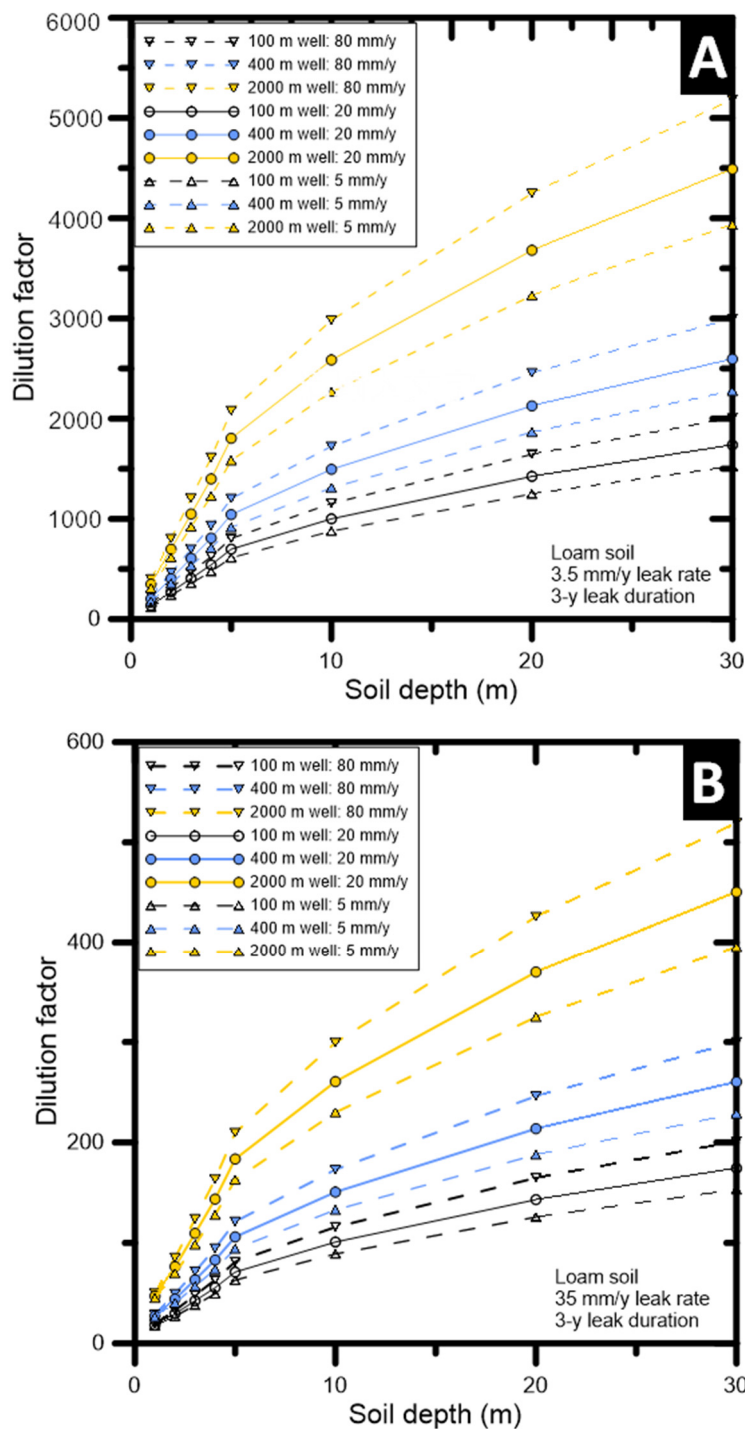 A
6000
5000
4000
3000
2000
1000
0
Dilution factor
100 m well: 80 mm/y
400 m well: 80 mm/y
2000 m well: 80 mm/y
100 m well: 20 mm/y
400 m well: 20 mm/y
2000 m well: 20 mm/y
100 m well: 5 mm/y
400 m well: 5 mm/y
2000 m well: 5 mm/y
Loam soil
3.5 mm/y leak rate
3-y leak duration
0 10 20 30
Soil depth (m)
B
600
400
200
0
Dilution factor
100 m well: 80 mm/y
400 m well: 80 mm/y
2000 m well: 80 mm/y
100 m well: 20 mm/y
400 m well: 20 mm/y
2000 m well: 20 mm/y
100 m well: 5 mm/y
400 m well: 5 mm/y
2000 m well: 5 mm/y
Loam soil
35 mm/y leak rate
3-y leak duration
0 10 20 30
Soil depth (m)